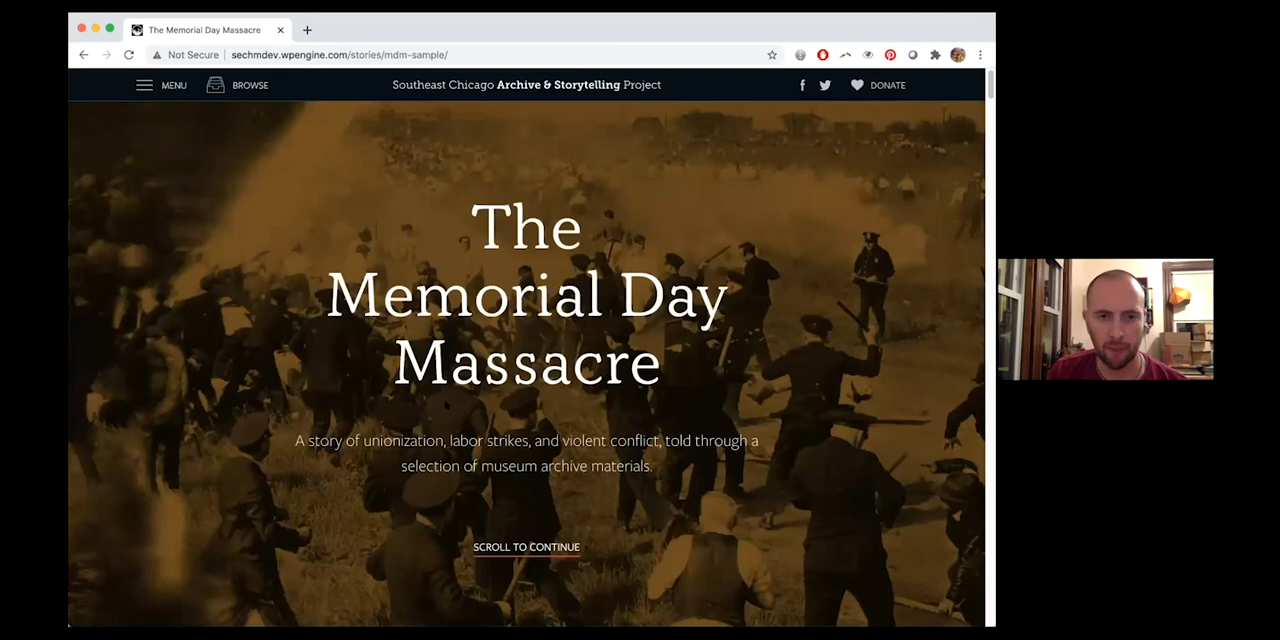 The Memorial Day Massacre
Not Secure | sechmdev.wpengine.com/stories/mdm-sample/
MENU BROWSE Southeast Chicago Archive & Storytelling Project DONATE
The
Memorial Day
Massacre
A story of unionization, labor strikes, and violent conflict, told through a
selection of museum archive materials.
SCROLL TO CONTINUE